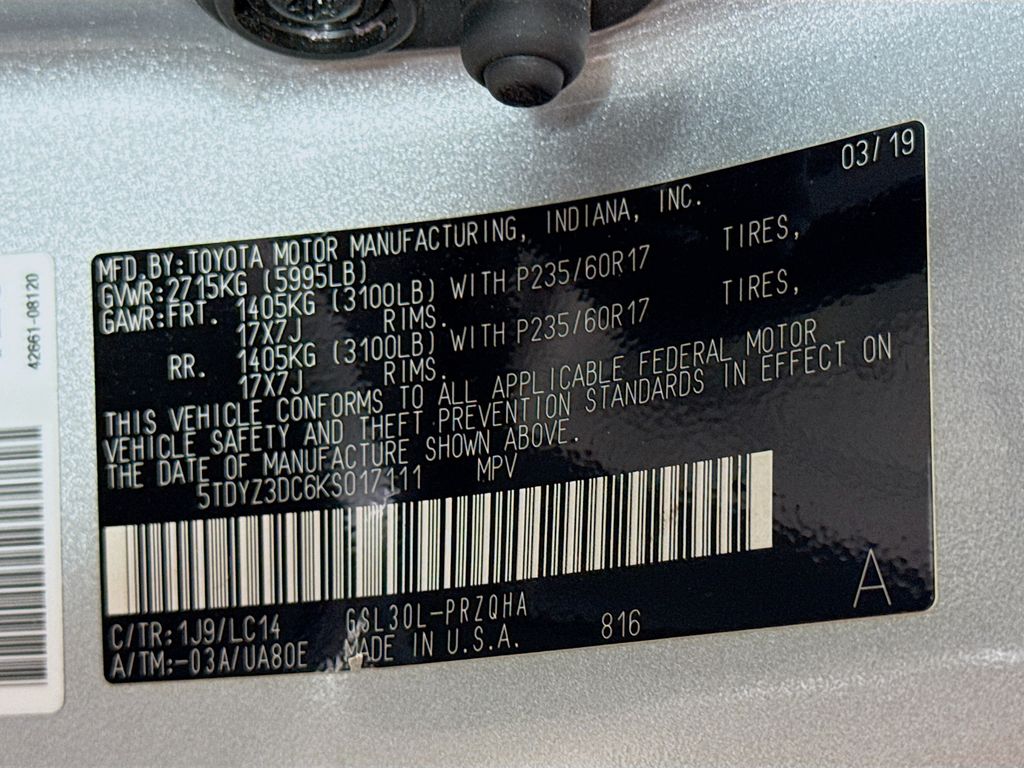 03/19
MFD.BY:TOYOTA MOTOR MANUFACTURING, INDIANA, INC.
GVWR:2715KG (5995LB)
GAWR:FRT. 1405KG (3100LB) WITH P235/60R17 TIRES,
17X7J RIMS.
RR. 1405KG (3100LB) WITH P235/60R17 TIRES,
17X7J RIMS.
THIS VEHICLE CONFORMS TO ALL APPLICABLE FEDERAL MOTOR
VEHICLE SAFETY AND THEFT PREVENTION STANDARDS IN EFFECT ON
THE DATE OF MANUFACTURE SHOWN ABOVE.
5TDYZ3DC6KS017111 MPV
C/TR:1J9/LC14 GSL30L-PRZQHA
A/TM:-03A/UA80E MADE IN U.S.A. 816
A
42661-08120